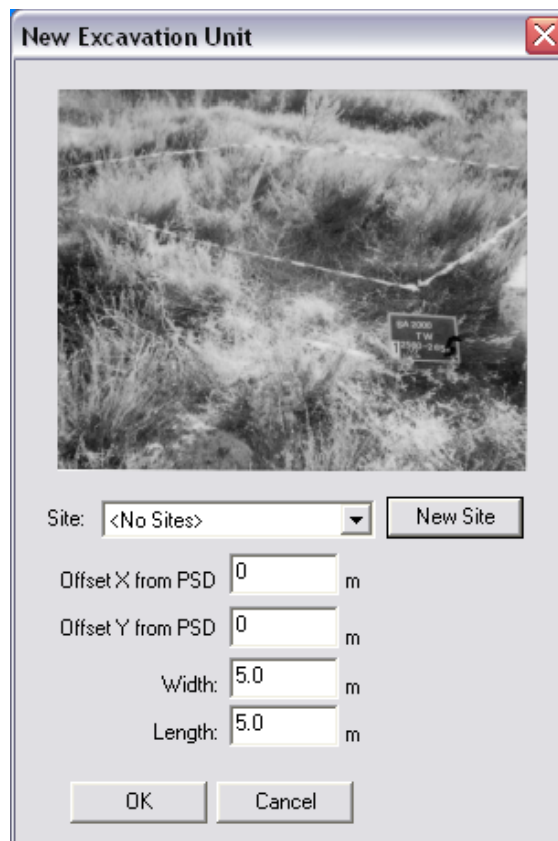 New Excavation Unit
SA 2000
TW
Site: <No Sites> New Site
Offset X from PSD 0 m
Offset Y from PSD 0 m
Width: 5.0 m
Length: 5.0 m
OK Cancel